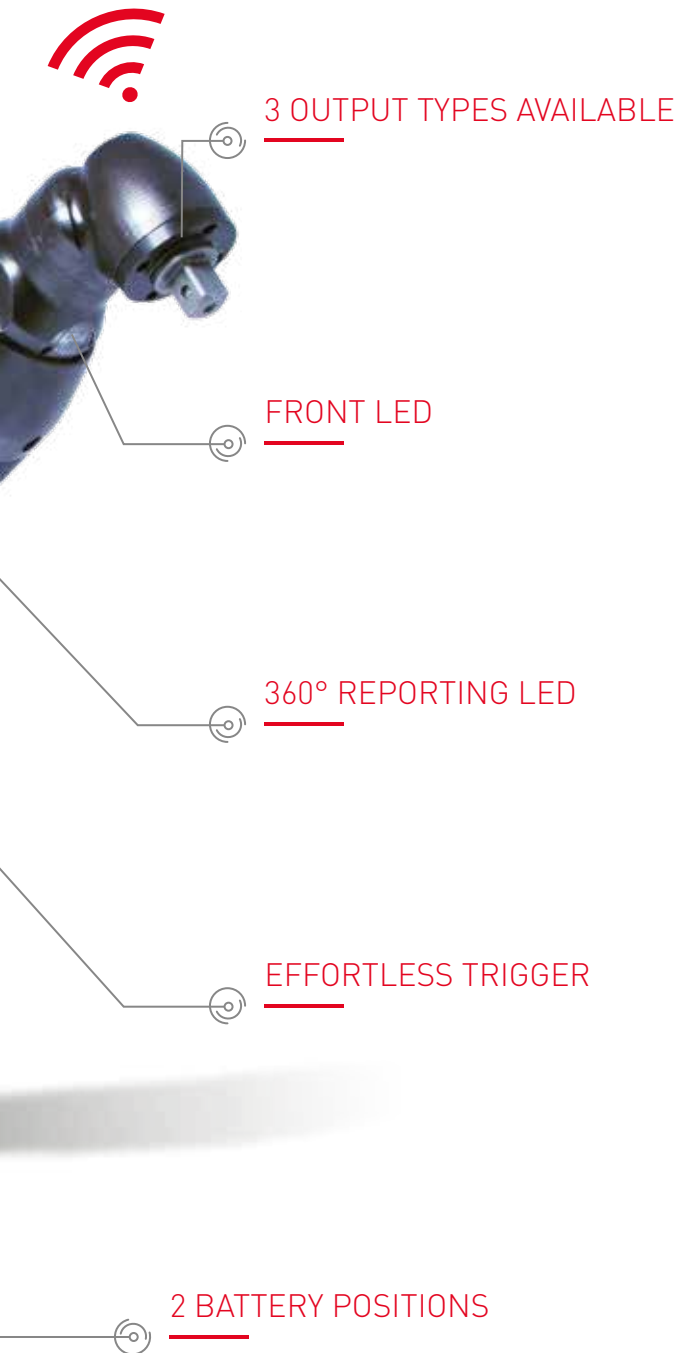 3 OUTPUT TYPES AVAILABLE
FRONT LED
360° REPORTING LED
EFFORTLESS TRIGGER
2 BATTERY POSITIONS